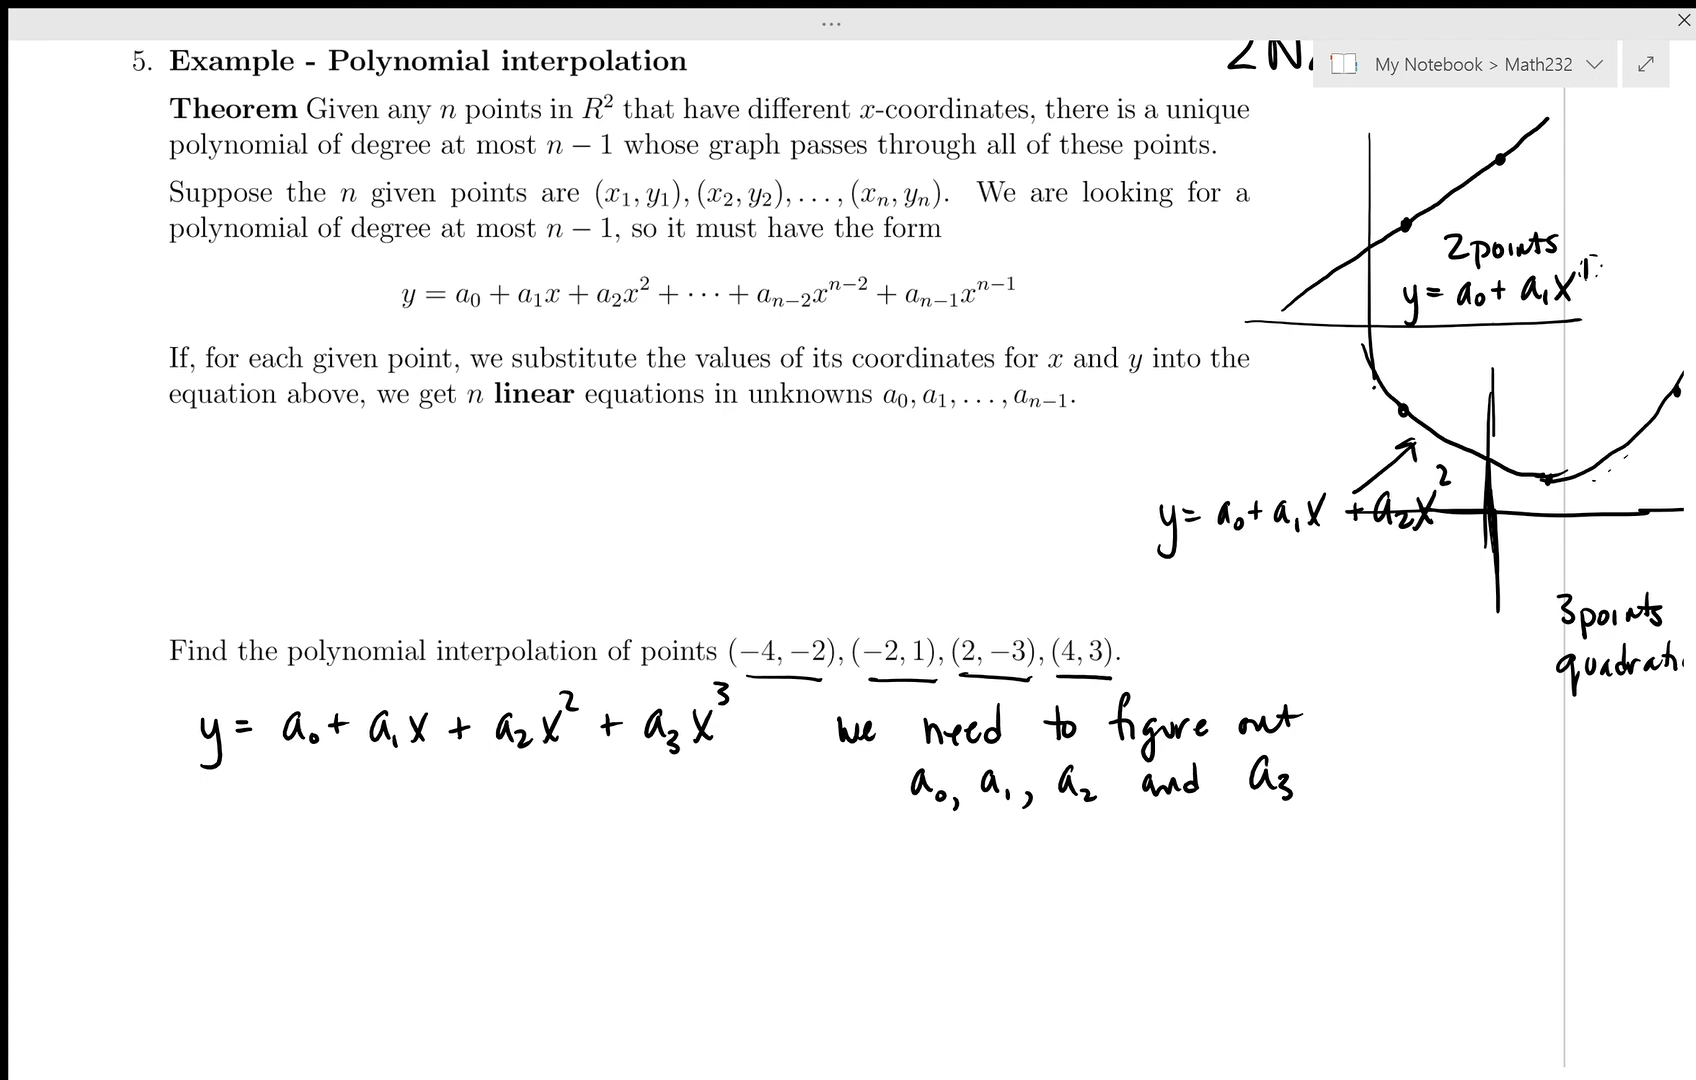 ...
5. Example - Polynomial interpolation
My Notebook > Math232
Theorem Given any n points in R² that have different x-coordinates, there is a unique
polynomial of degree at most n − 1 whose graph passes through all of these points.
Suppose the n given points are (x₁, y₁), (x₂, y₂), . . . , (xₙ, yₙ). We are looking for a
polynomial of degree at most n − 1, so it must have the form
y = a₀ + a₁x + a₂x² + · · · + aₙ₋₂xⁿ⁻² + aₙ₋₁xⁿ⁻¹
If, for each given point, we substitute the values of its coordinates for x and y into the
equation above, we get n linear equations in unknowns a₀, a₁, . . . , aₙ₋₁.
2 points
y = a₀ + a₁x¹
y = a₀ + a₁x + a₂x²
3 points
Find the polynomial interpolation of points (−4, −2), (−2, 1), (2, −3), (4, 3).
y = a₀ + a₁x + a₂x² + a₃x³
we need to figure out
a₀, a₁, a₂ and a₃